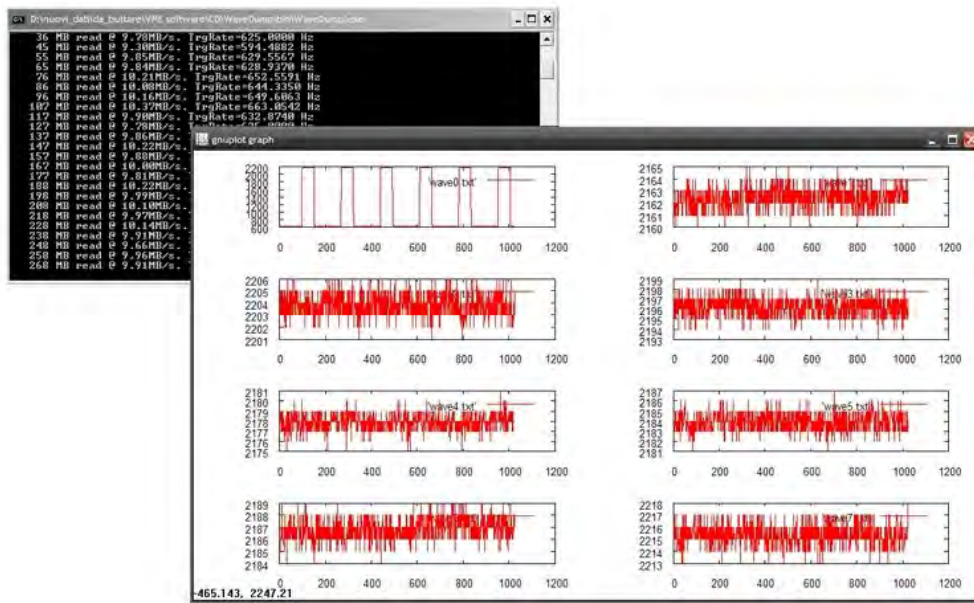 36 MB read @ 9.78MB/s. TrgRate=625.0000 Hz
45 MB read @ 9.30MB/s. TrgRate=594.4882 Hz
55 MB read @ 9.85MB/s. TrgRate=629.5567 Hz
65 MB read @ 9.84MB/s. TrgRate=628.9370 Hz
76 MB read @ 10.21MB/s. TrgRate=652.5591 Hz
86 MB read @ 10.08MB/s. TrgRate=644.3350 Hz
96 MB read @ 10.16MB/s. TrgRate=649.6063 Hz
107 MB read @ 10.37MB/s. TrgRate=663.0542 Hz
117 MB read @ 9.90MB/s. TrgRate=632.8740 Hz
127 MB read @ 9.78MB/s.
137 MB read @ 9.86MB/s. T
147 MB read @ 10.22MB/s.
157 MB read @ 9.88MB/s. T
167 MB read @ 10.00MB/s.
177 MB read @ 9.81MB/s. T
188 MB read @ 10.22MB/s.
198 MB read @ 9.99MB/s. T
208 MB read @ 10.10MB/s.
218 MB read @ 9.97MB/s. T
228 MB read @ 10.14MB/s.
238 MB read @ 9.91MB/s. T
248 MB read @ 9.66MB/s. T
258 MB read @ 9.96MB/s. T
268 MB read @ 9.91MB/s. T
gnuplot graph
2200
2000
1800
1600
1400
1200
1000
800
600
'wave0.txt'
0 200 400 600 800 1000 1200
2165
2164
2163
2162
2161
2160
0 200 400 600 800 1000 1200
2206
2205
2204
2203
2202
2201
0 200 400 600 800 1000 1200
2199
2198
2197
2196
2195
2194
2193
'wave3.txt'
0 200 400 600 800 1000 1200
2181
2180
2179
2178
2177
2176
2175
'wave4.txt'
0 200 400 600 800 1000 1200
2187
2186
2185
2184
2183
2182
2181
'wave5.txt'
0 200 400 600 800 1000 1200
2189
2188
2187
2186
2185
2184
0 200 400 600 800 1000 1200
2218
2217
2216
2215
2214
2213
'wave7.txt'
0 200 400 600 800 1000 1200
-465.143, 2247.21